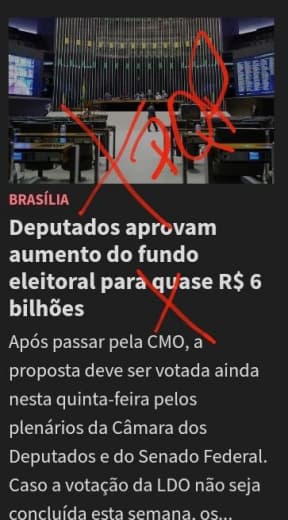 BRASÍLIA
Deputados aprovam
aumento do fundo
eleitoral para quase R$ 6
bilhões
Após passar pela CMO, a
proposta deve ser votada ainda
nesta quinta-feira pelos
plenários da Câmara dos
Deputados e do Senado Federal.
Caso a votação da LDO não seja
concluída esta semana, os...